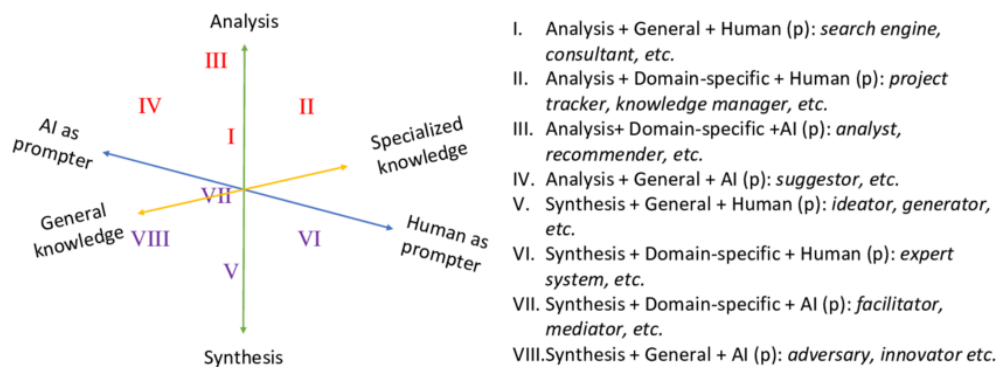 Analysis
III
IV
II
I
AI as
prompter
Specialized
knowledge
VII
General
knowledge
VIII
VI
Human as
prompter
V
Synthesis
I. Analysis + General + Human (p): search engine,
consultant, etc.
II. Analysis + Domain-specific + Human (p): project
tracker, knowledge manager, etc.
III. Analysis+ Domain-specific +AI (p): analyst,
recommender, etc.
IV. Analysis + General + AI (p): suggestor, etc.
V. Synthesis + General + Human (p): ideator, generator,
etc.
VI. Synthesis + Domain-specific + Human (p): expert
system, etc.
VII. Synthesis + Domain-specific + AI (p): facilitator,
mediator, etc.
VIII.Synthesis + General + AI (p): adversary, innovator etc.